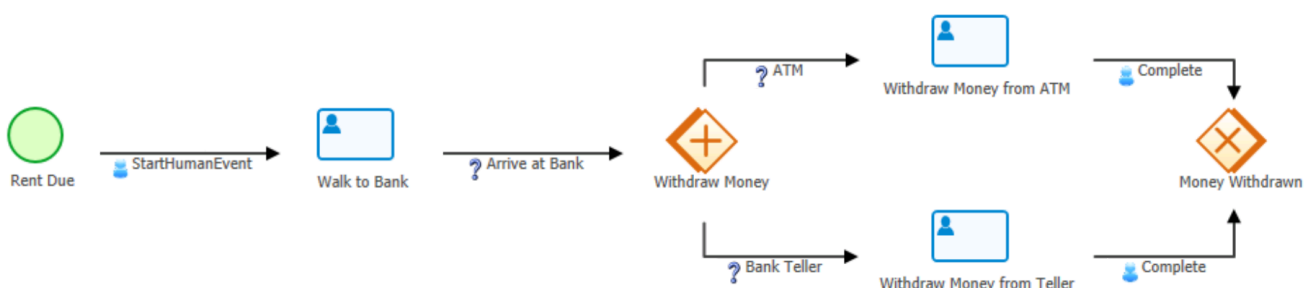 Rent Due
StartHumanEvent
Walk to Bank
Arrive at Bank
Withdraw Money
ATM
Withdraw Money from ATM
Complete
Bank Teller
Withdraw Money from Teller
Complete
Money Withdrawn